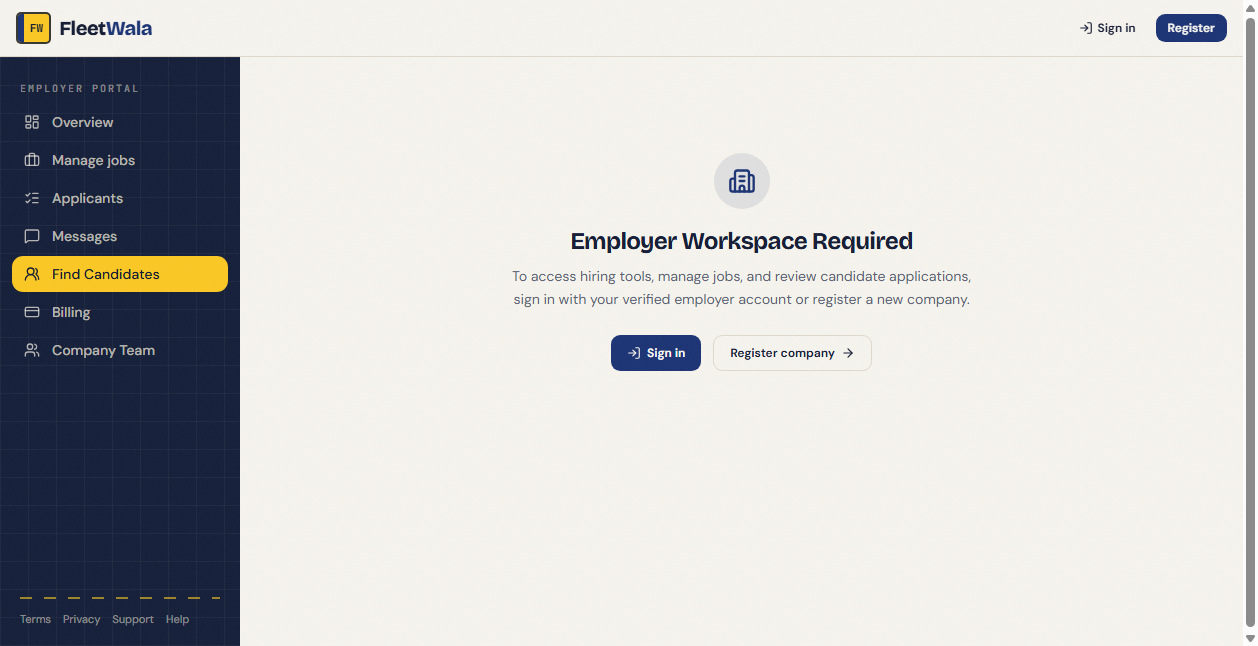 FW FleetWala
Sign in
Register
EMPLOYER PORTAL
Overview
Manage jobs
Applicants
Messages
Find Candidates
Billing
Company Team
Employer Workspace Required
To access hiring tools, manage jobs, and review candidate applications,
sign in with your verified employer account or register a new company.
Sign in
Register company
Terms Privacy Support Help